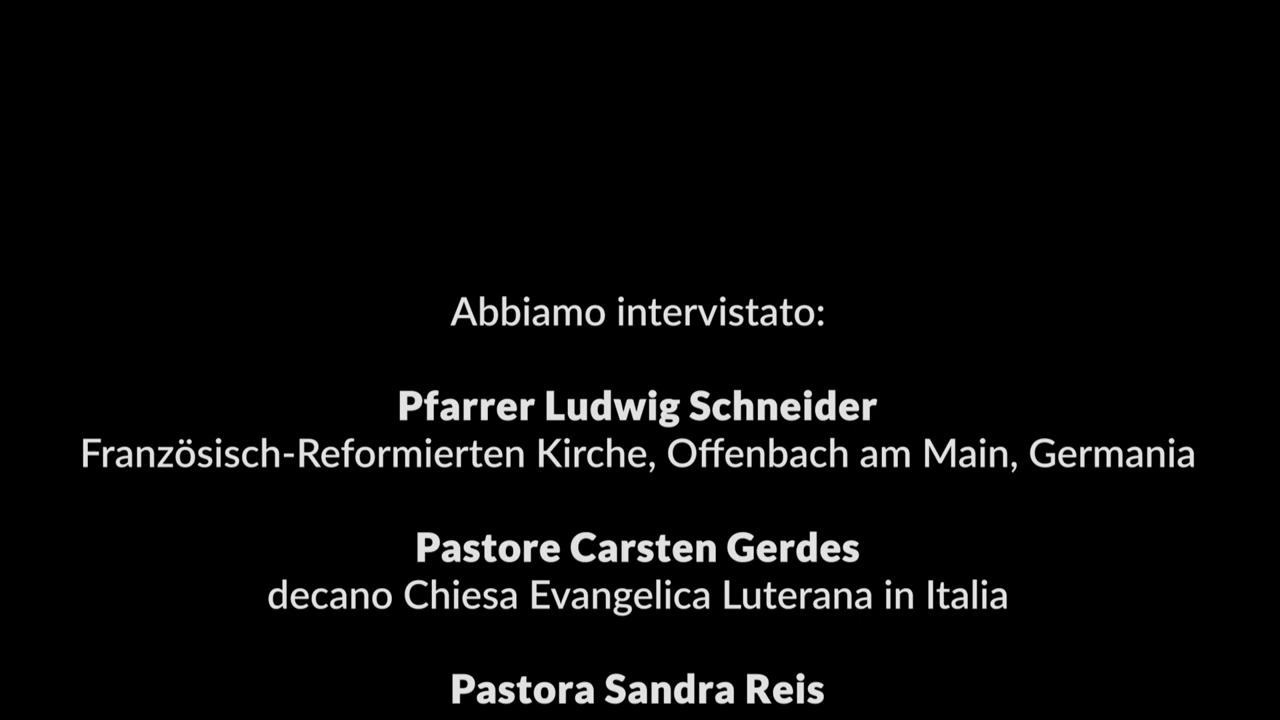 Abbiamo intervistato:
Pfarrer Ludwig Schneider
Französisch-Reformierten Kirche, Offenbach am Main, Germania
Pastore Carsten Gerdes
decano Chiesa Evangelica Luterana in Italia
Pastora Sandra Reis